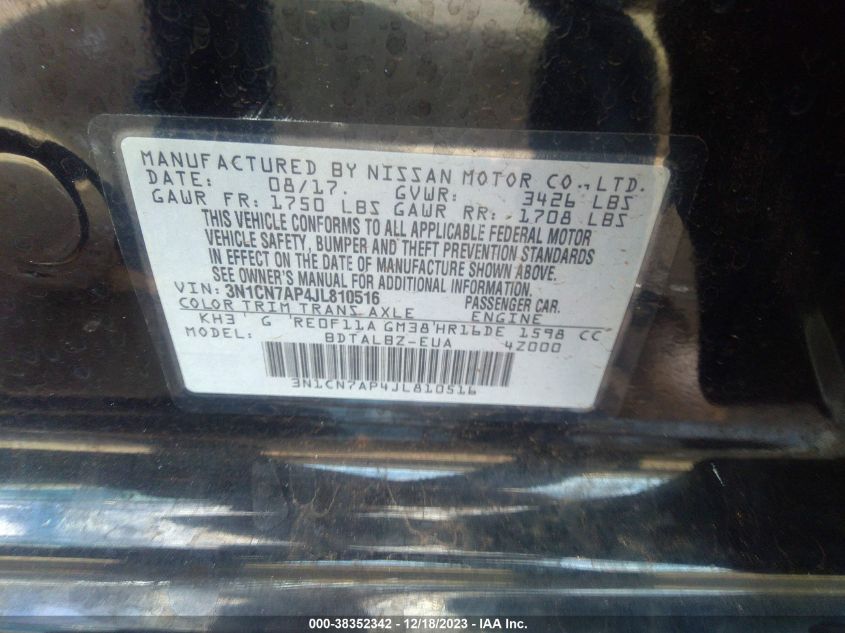 MANUFACTURED BY NISSAN MOTOR CO.,LTD.
DATE: 08/17. GVWR: 3426 LBS
GAWR FR: 1750 LBS GAWR RR: 1708 LBS
THIS VEHICLE CONFORMS TO ALL APPLICABLE FEDERAL MOTOR
VEHICLE SAFETY, BUMPER AND THEFT PREVENTION STANDARDS
IN EFFECT ON THE DATE OF MANUFACTURE SHOWN ABOVE.
SEE OWNER'S MANUAL FOR ADDITIONAL INFORMATION.
VIN: 3N1CN7AP4JL810516 PASSENGER CAR.
COLOR TRIM TRANS AXLE ENGINE
KH3 G RE0F11A GM38 HR16DE 1598 CC
MODEL: BDTALBZ-EUA 4Z000
3N1CN7AP4JL810516
000-38352342 - 12/18/2023 - IAA Inc.